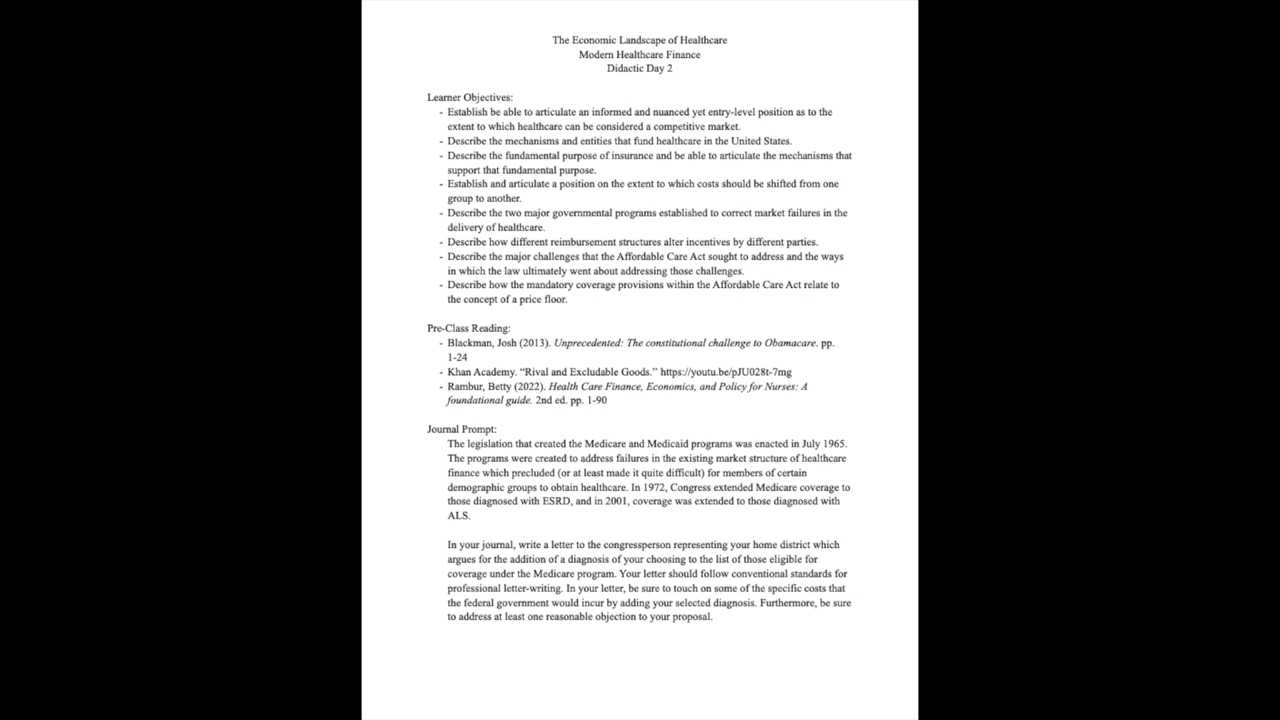 The Economic Landscape of Healthcare
Modern Healthcare Finance
Didactic Day 2
Learner Objectives:
- Establish be able to articulate an informed and nuanced yet entry-level position as to the
extent to which healthcare can be considered a competitive market.
- Describe the mechanisms and entities that fund healthcare in the United States.
- Describe the fundamental purpose of insurance and be able to articulate the mechanisms that
support that fundamental purpose.
- Establish and articulate a position on the extent to which costs should be shifted from one
group to another.
- Describe the two major governmental programs established to correct market failures in the
delivery of healthcare.
- Describe how different reimbursement structures alter incentives by different parties.
- Describe the major challenges that the Affordable Care Act sought to address and the ways
in which the law ultimately went about addressing those challenges.
- Describe how the mandatory coverage provisions within the Affordable Care Act relate to
the concept of a price floor.
Pre-Class Reading:
- Blackman, Josh (2013). Unprecedented: The constitutional challenge to Obamacare. pp.
1-24
- Khan Academy. “Rival and Excludable Goods.” https://youtu.be/pJU028t-7mg
- Rambur, Betty (2022). Health Care Finance, Economics, and Policy for Nurses: A
foundational guide. 2nd ed. pp. 1-90
Journal Prompt:
The legislation that created the Medicare and Medicaid programs was enacted in July 1965.
The programs were created to address failures in the existing market structure of healthcare
finance which precluded (or at least made it quite difficult) for members of certain
demographic groups to obtain healthcare. In 1972, Congress extended Medicare coverage to
those diagnosed with ESRD, and in 2001, coverage was extended to those diagnosed with
ALS.
In your journal, write a letter to the congressperson representing your home district which
argues for the addition of a diagnosis of your choosing to the list of those eligible for
coverage under the Medicare program. Your letter should follow conventional standards for
professional letter-writing. In your letter, be sure to touch on some of the specific costs that
the federal government would incur by adding your selected diagnosis. Furthermore, be sure
to address at least one reasonable objection to your proposal.